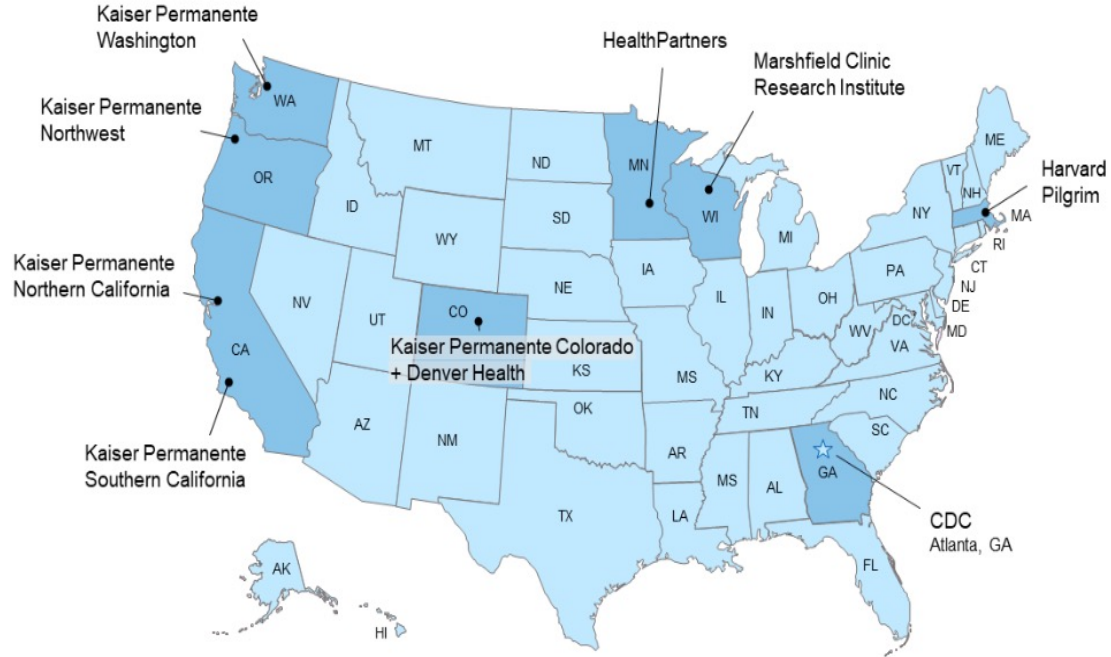 Kaiser Permanente
Washington
HealthPartners
Marshfield Clinic
Research Institute
Kaiser Permanente
Northwest
Harvard
Pilgrim
Kaiser Permanente
Northern California
Kaiser Permanente Colorado
+ Denver Health
Kaiser Permanente
Southern California
CDC
Atlanta, GA
WA
OR
CA
ID
NV
MT
WY
UT
CO
AZ
NM
ND
SD
NE
KS
OK
TX
MN
IA
MS
AR
LA
WI
IL
MI
IN
OH
KY
TN
MS
AL
GA
FL
SC
NC
VA
WV
DC
PA
NY
VT
NH
ME
MA
RI
CT
NJ
DE
MD
AK
HI